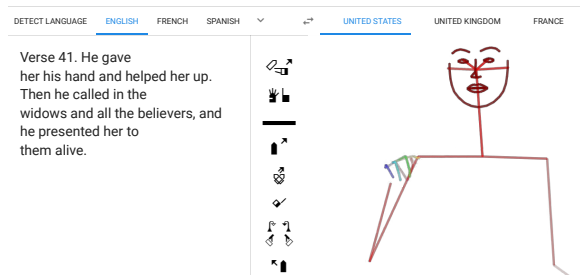 DETECT LANGUAGE ENGLISH FRENCH SPANISH UNITED STATES UNITED KINGDOM FRANCE
Verse 41. He gave
her his hand and helped her up.
Then he called in the
widows and all the believers, and
he presented her to
them alive.